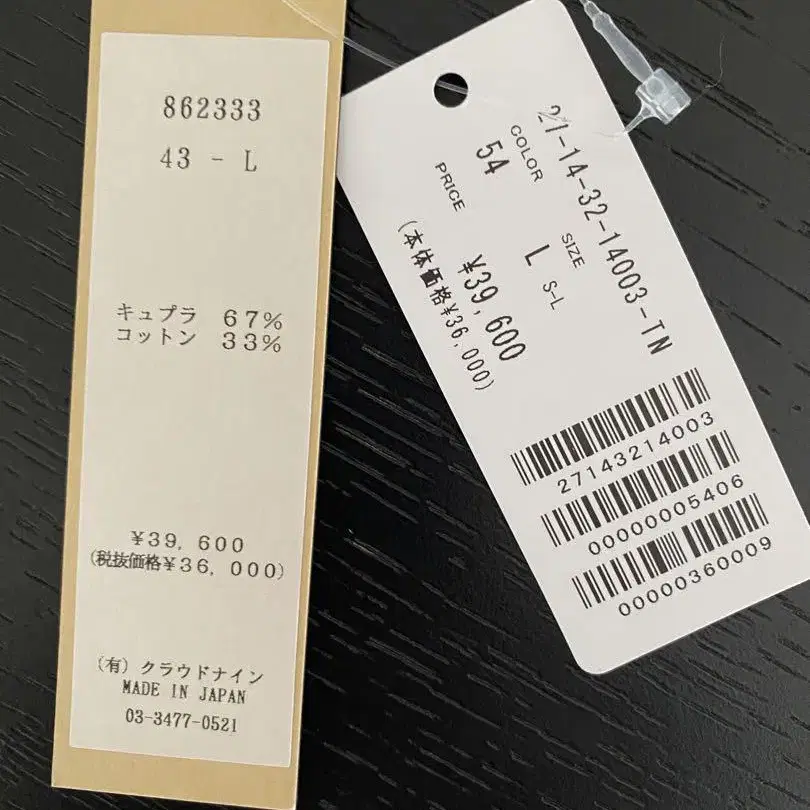 862333
43 - L
キュプラ 67%
コットン 33%
¥39,600
(税抜価格¥36,000)
(有) クラウドナイン
MADE IN JAPAN
03-3477-0521
27-14-32-14003-TN
COLOR SIZE
54 L S-L
PRICE
¥39,600
(本体価格¥36,000)
27143214003
00000005406
00000360009